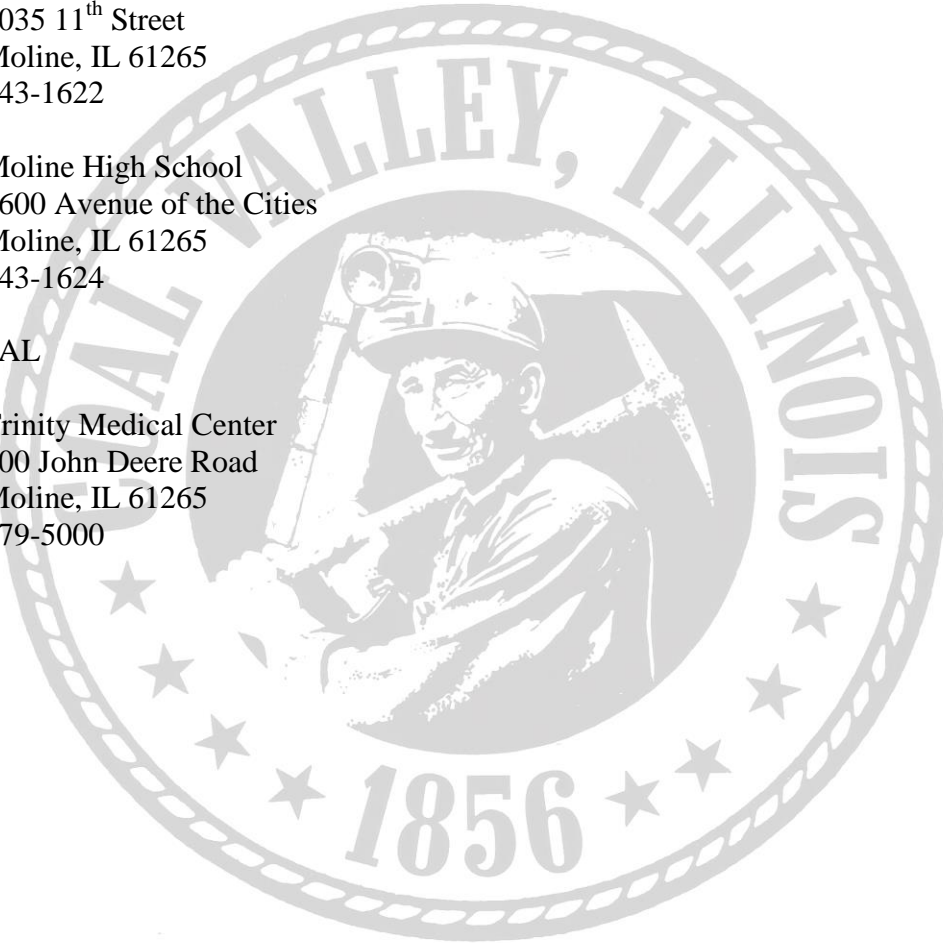 035 11th Street
Moline, IL 61265
43-1622
Moline High School
600 Avenue of the Cities
Moline, IL 61265
43-1624
AL
Trinity Medical Center
00 John Deere Road
Moline, IL 61265
79-5000
COAL VALLEY, ILLINOIS
1856